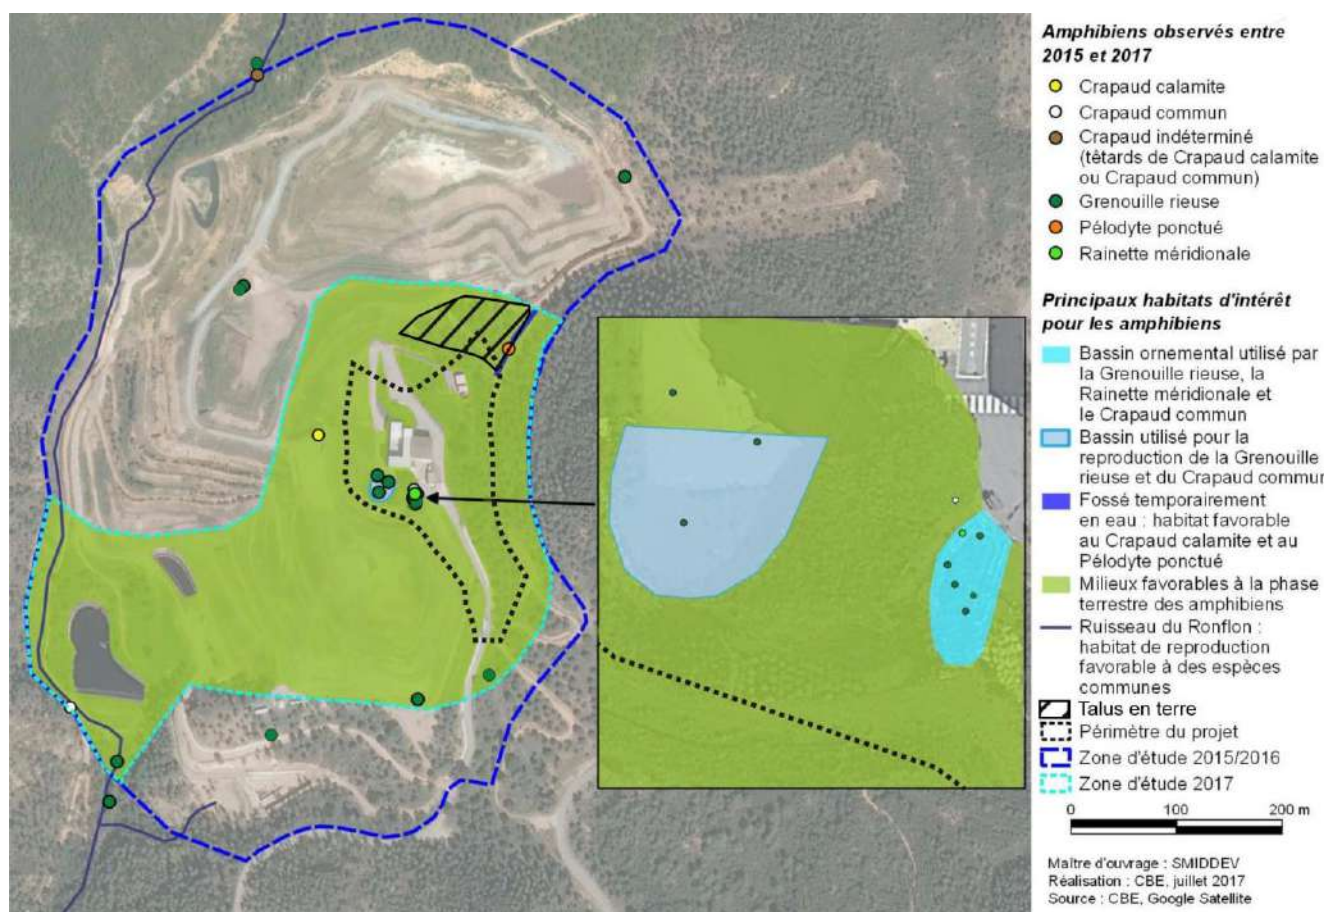 Amphibiens observés entre
2015 et 2017
Crapaud calamite
Crapaud commun
Crapaud indéterminé
(têtards de Crapaud calamite
ou Crapaud commun)
Grenouille rieuse
Pélodyte ponctué
Rainette méridionale
Principaux habitats d'intérêt
pour les amphibiens
Bassin ornemental utilisé par
la Grenouille rieuse, la
Rainette méridionale et
le Crapaud commun
Bassin utilisé pour la
reproduction de la Grenouille
rieuse et du Crapaud commun
Fossé temporairement
en eau : habitat favorable
au Crapaud calamite et au
Pélodyte ponctué
Milieux favorables à la phase
terrestre des amphibiens
Ruisseau du Ronflon :
habitat de reproduction
favorable à des espèces
communes
Talus en terre
Périmètre du projet
Zone d'étude 2015/2016
Zone d'étude 2017
0 100 200 m
Maître d'ouvrage : SMIDDEV
Réalisation : CBE, juillet 2017
Source : CBE, Google Satellite